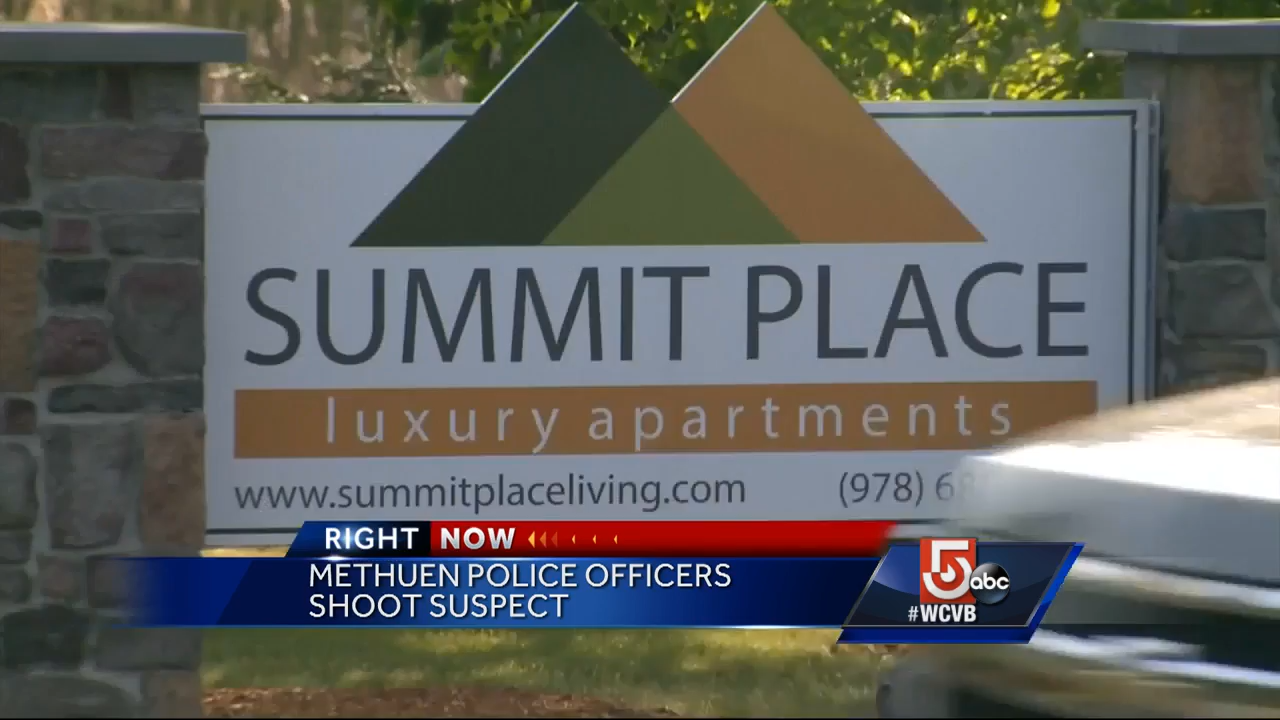 SUMMIT PLACE
luxury apartments
www.summitplaceliving.com (978) 6
RIGHT NOW
METHUEN POLICE OFFICERS
SHOOT SUSPECT
5 abc
#WCVB